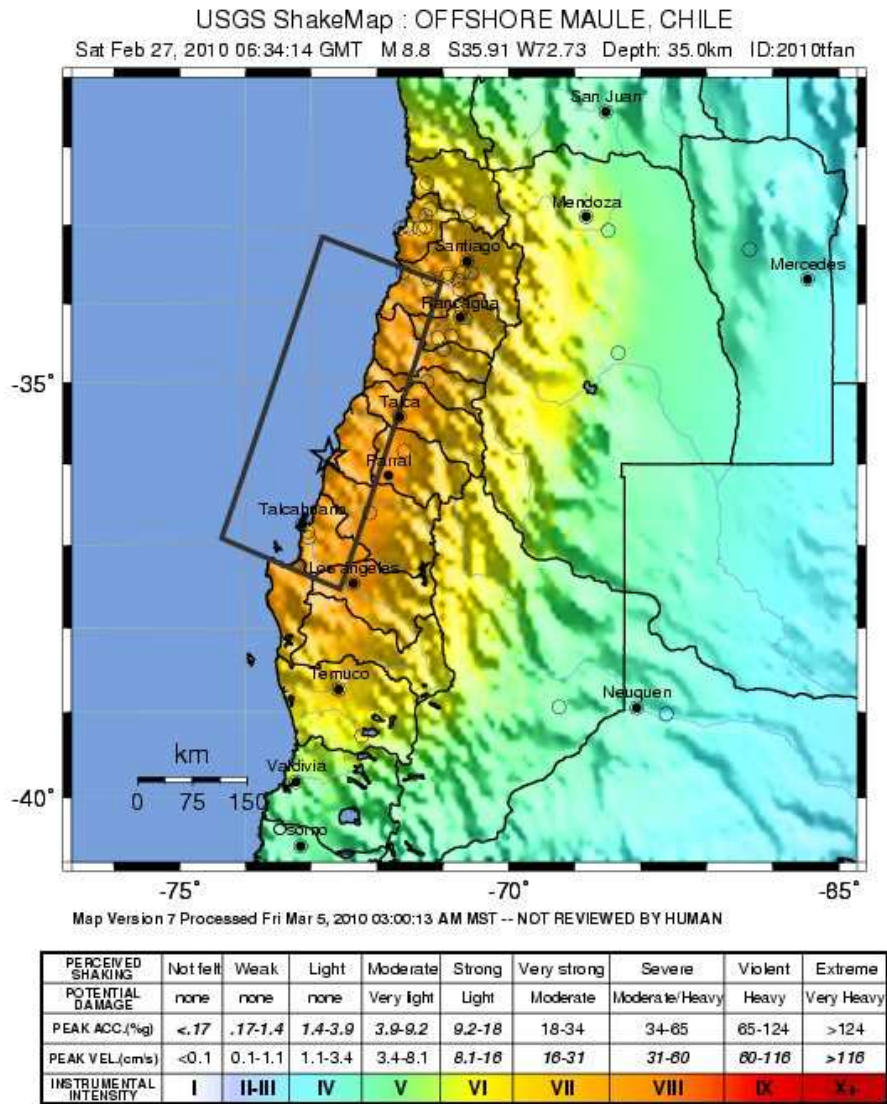 USGS ShakeMap : OFFSHORE MAULE, CHILE
Sat Feb 27, 2010 06:34:14 GMT M 8.8 S35.91 W72.73 Depth: 35.0km ID:2010tfan
San Juan
Mendoza
Santiago
Mercedes
Rancagua
-35˚
Talca
Parral
Talcahuano
Los angeles
Temuco
Neuquen
km
Valdivia
0 75 150
-40˚
Osorno
-75˚ -70˚ -65˚
Map Version 7 Processed Fri Mar 5, 2010 03:00:13 AM MST -- NOT REVIEWED BY HUMAN
PERCEIVED SHAKING Not felt Weak Light Moderate Strong Very strong Severe Violent Extreme
POTENTIAL DAMAGE none none none Very light Light Moderate Moderate/Heavy Heavy Very Heavy
PEAK ACC.(%g) <.17 .17-1.4 1.4-3.9 3.9-9.2 9.2-18 18-34 34-65 65-124 >124
PEAK VEL.(cm/s) <0.1 0.1-1.1 1.1-3.4 3.4-8.1 8.1-16 16-31 31-60 60-116 >116
INSTRUMENTAL INTENSITY I II-III IV V VI VII VIII IX X+